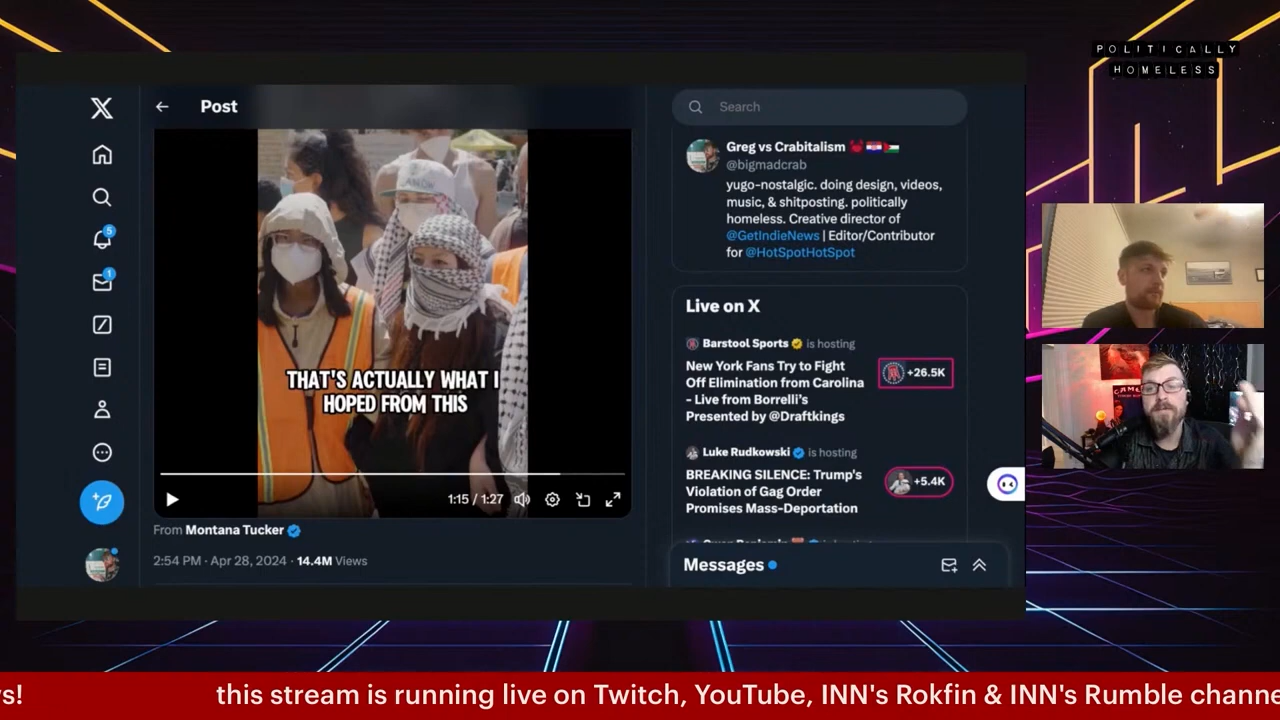 POLITICALLY
HOMELESS
Post
Search
Greg vs Crabitalism
@bigmadcrab
yugo-nostalgic. doing design, videos,
music, & shitposting. politically
homeless. Creative director of
@GetIndieNews | Editor/Contributor
for @HotSpotHotSpot
5
1
THAT'S ACTUALLY WHAT I
HOPED FROM THIS
1:15 / 1:27
From Montana Tucker
2:54 PM · Apr 28, 2024 · 14.4M Views
Live on X
Barstool Sports is hosting
New York Fans Try to Fight
Off Elimination from Carolina
- Live from Borrelli's
Presented by @Draftkings
+26.5K
Luke Rudkowski is hosting
BREAKING SILENCE: Trump's
Violation of Gag Order
Promises Mass-Deportation
+5.4K
Messages
s!
this stream is running live on Twitch, YouTube, INN's Rokfin & INN's Rumble channe